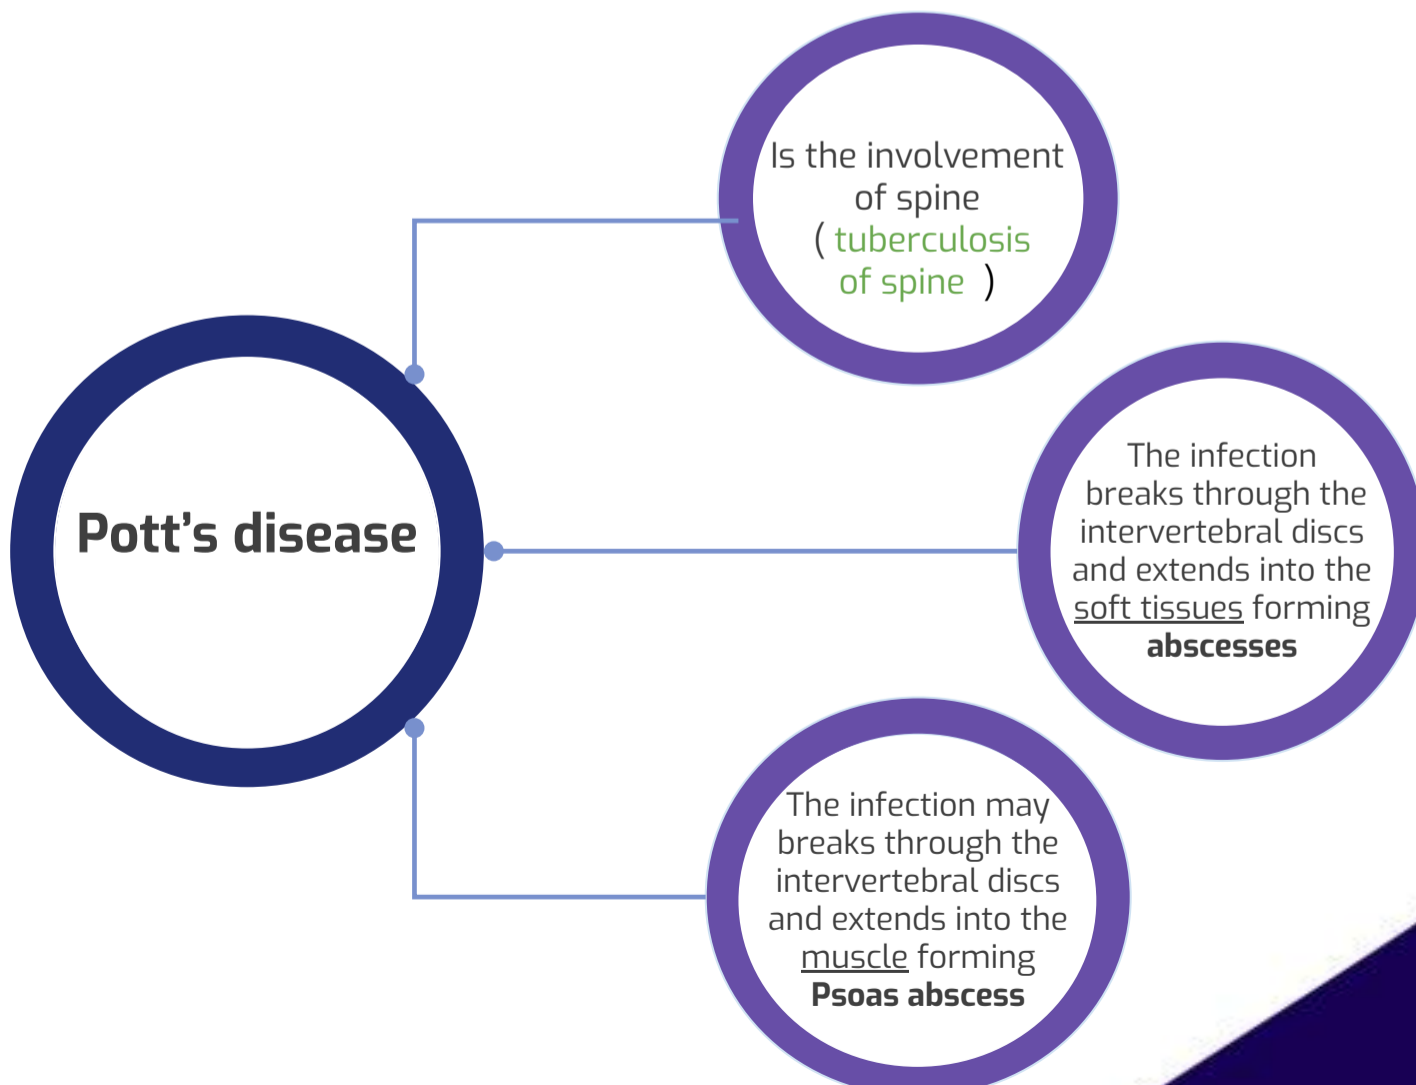 Pott’s disease
Is the involvement
of spine
( tuberculosis
of spine )
The infection
breaks through the
intervertebral discs
and extends into the
soft tissues forming
abscesses
The infection may
breaks through the
intervertebral discs
and extends into the
muscle forming
Psoas abscess